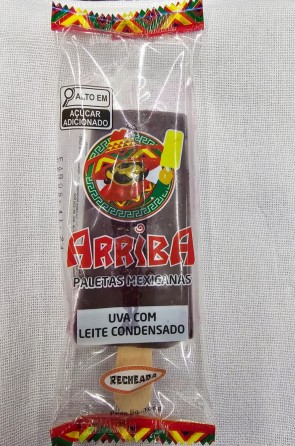 ALTO EM
AÇÚCAR
ADICIONADO
ARRIBA
PALETAS MEXICANAS
UVA COM
LEITE CONDENSADO
RECHEADA